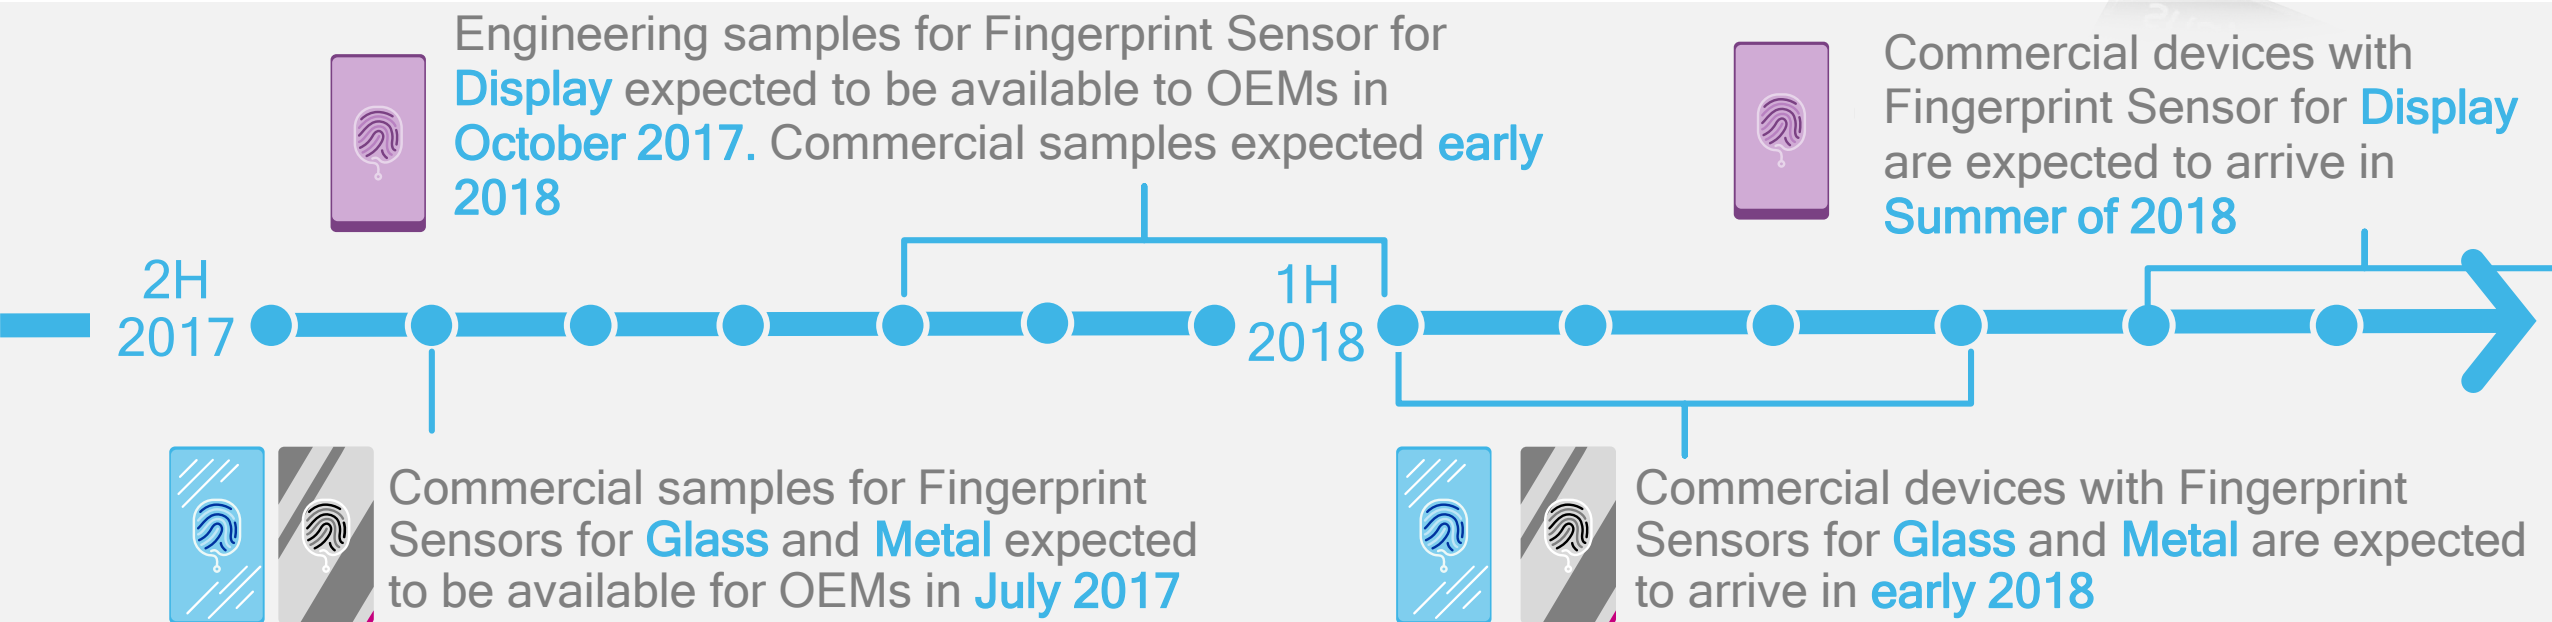 Engineering samples for Fingerprint Sensor for
Display expected to be available to OEMs in
October 2017. Commercial samples expected early
2018
Commercial devices with
Fingerprint Sensor for Display
are expected to arrive in
Summer of 2018
2H
2017
1H
2018
Commercial samples for Fingerprint
Sensors for Glass and Metal expected
to be available for OEMs in July 2017
Commercial devices with Fingerprint
Sensors for Glass and Metal are expected
to arrive in early 2018